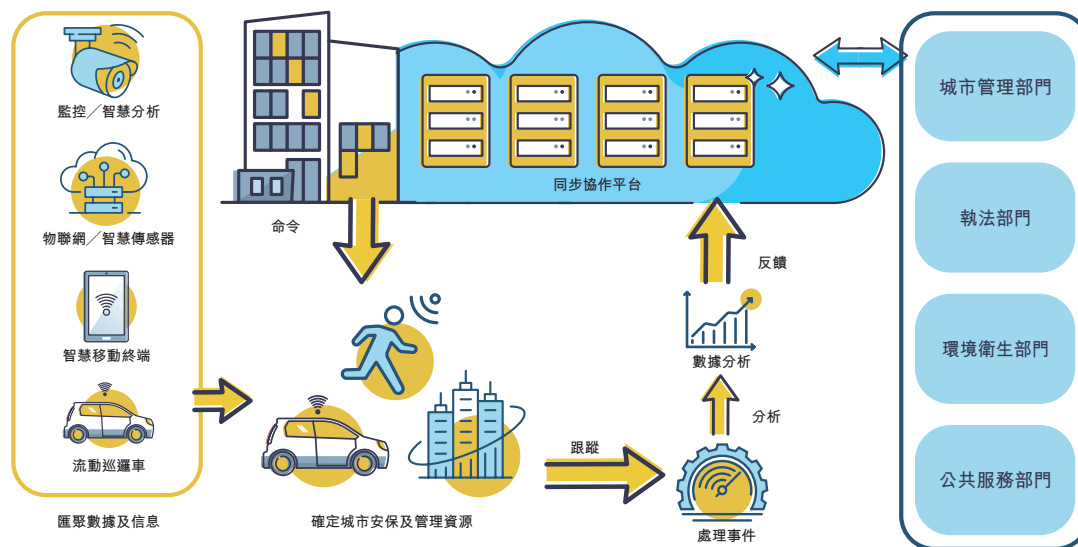 監控／智慧分析
物聯網／智慧傳感器
智慧移動終端
流動巡邏車
匯聚數據及信息
命令
同步協作平台
確定城市安保及管理資源
跟蹤
處理事件
分析
數據分析
反饋
城市管理部門
執法部門
環境衛生部門
公共服務部門